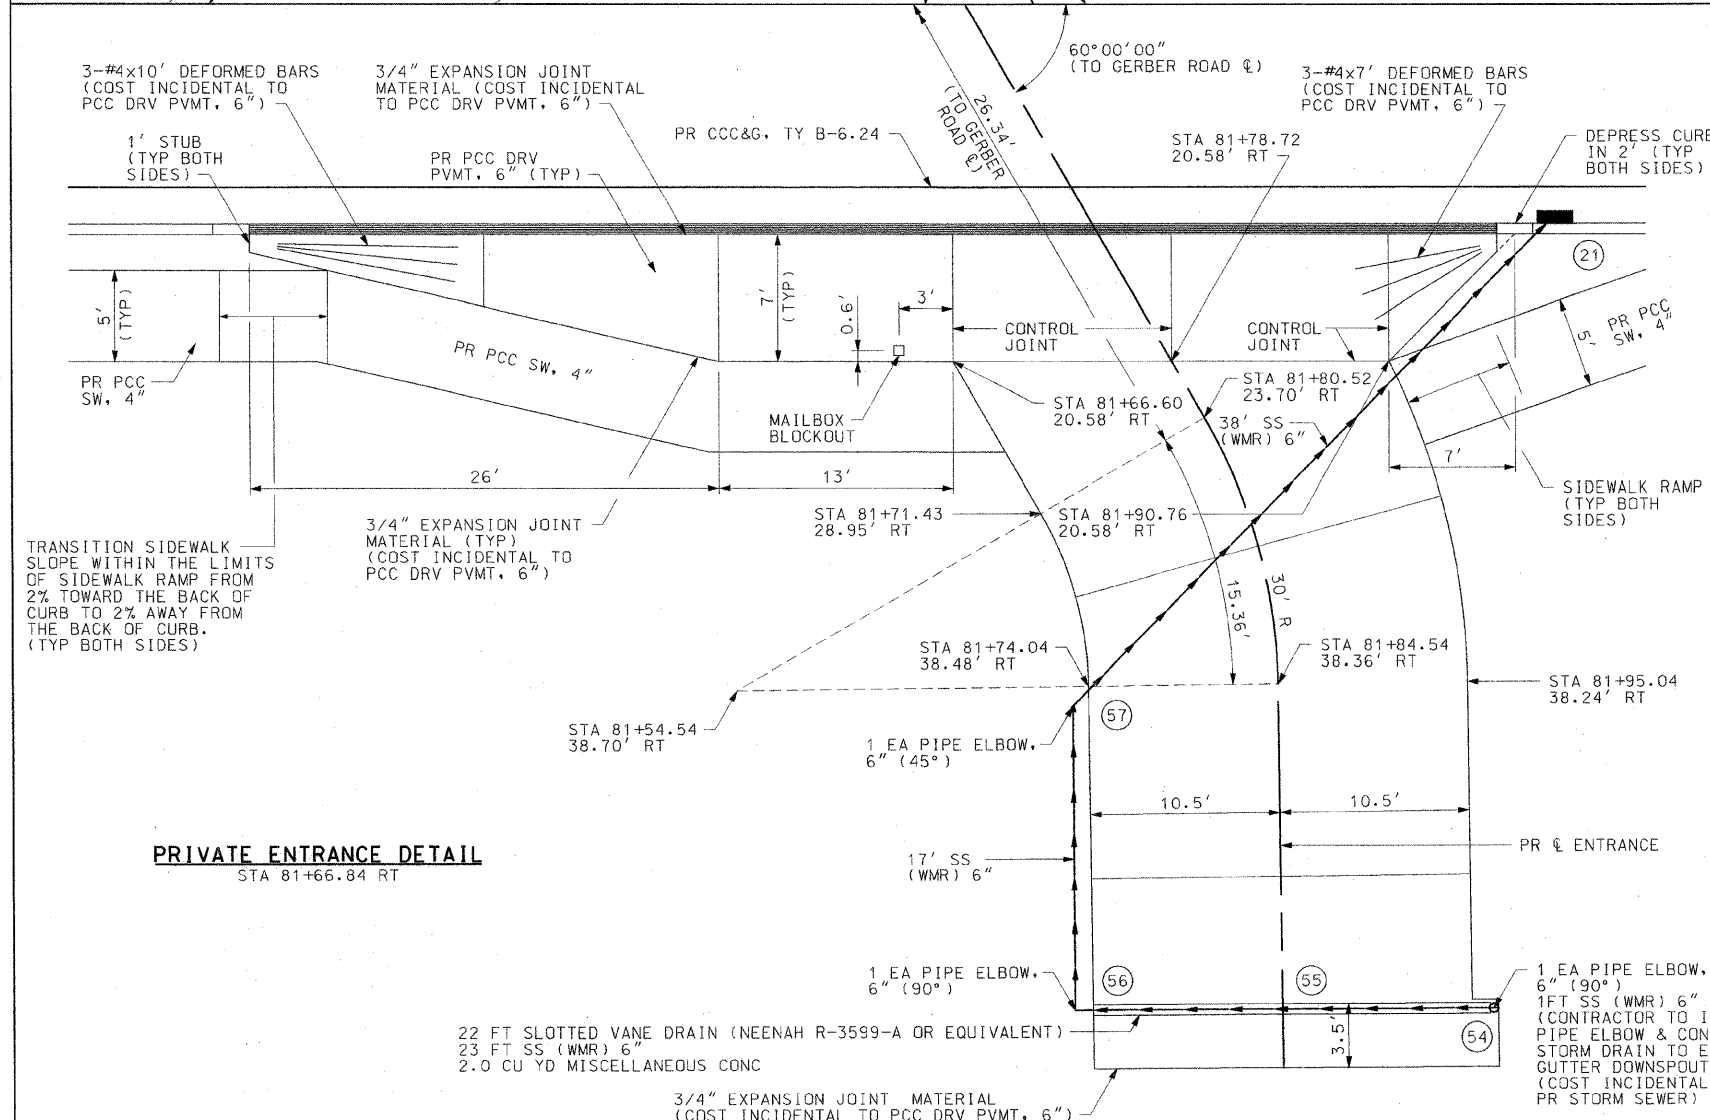 3-#4x10' DEFORMED BARS
(COST INCIDENTAL TO
PCC DRV PVMT, 6")
3/4" EXPANSION JOINT
MATERIAL (COST INCIDENTAL
TO PCC DRV PVMT, 6")
60°00'00"
(TO GERBER ROAD ℄)
3-#4x7' DEFORMED BARS
(COST INCIDENTAL TO
PCC DRV PVMT, 6")
1' STUB
(TYP BOTH
SIDES)
PR PCC DRV
PVMT, 6" (TYP)
PR CCC&G, TY B-6.24
26.34'
(TO GERBER
ROAD ℄)
STA 81+78.72
20.58' RT
DEPRESS CURB
IN 2' (TYP
BOTH SIDES)
21
5'
(TYP)
7'
(TYP)
0.6'
3'
CONTROL
JOINT
CONTROL
JOINT
5'
PR PCC
SW, 4"
PR PCC
SW, 4"
PR PCC SW, 4"
MAILBOX
BLOCKOUT
STA 81+66.60
20.58' RT
STA 81+80.52
23.70' RT
38' SS
(WMR) 6"
7'
26'
13'
STA 81+71.43
28.95' RT
STA 81+90.76
20.58' RT
SIDEWALK RAMP
(TYP BOTH
SIDES)
3/4" EXPANSION JOINT
MATERIAL (TYP)
(COST INCIDENTAL TO
PCC DRV PVMT, 6")
TRANSITION SIDEWALK
SLOPE WITHIN THE LIMITS
OF SIDEWALK RAMP FROM
2% TOWARD THE BACK OF
CURB TO 2% AWAY FROM
THE BACK OF CURB.
(TYP BOTH SIDES)
15.36'
30' R
STA 81+74.04
38.48' RT
STA 81+84.54
38.36' RT
STA 81+95.04
38.24' RT
STA 81+54.54
38.70' RT
57
1 EA PIPE ELBOW,
6" (45°)
10.5'
10.5'
PRIVATE ENTRANCE DETAIL
STA 81+66.84 RT
17' SS
(WMR) 6"
PR ℄ ENTRANCE
1 EA PIPE ELBOW,
6" (90°)
56
55
54
22 FT SLOTTED VANE DRAIN (NEENAH R-3599-A OR EQUIVALENT)
23 FT SS (WMR) 6"
2.0 CU YD MISCELLANEOUS CONC
3.5'
1 EA PIPE ELBOW,
6" (90°)
1FT SS (WMR) 6"
(CONTRACTOR TO
PIPE ELBOW &
STORM DRAIN TO
GUTTER DOWNSPOUT
(COST INCIDENTAL
PR STORM SEWER)
3/4" EXPANSION JOINT MATERIAL
(COST INCIDENTAL TO PCC DRV PVMT, 6")